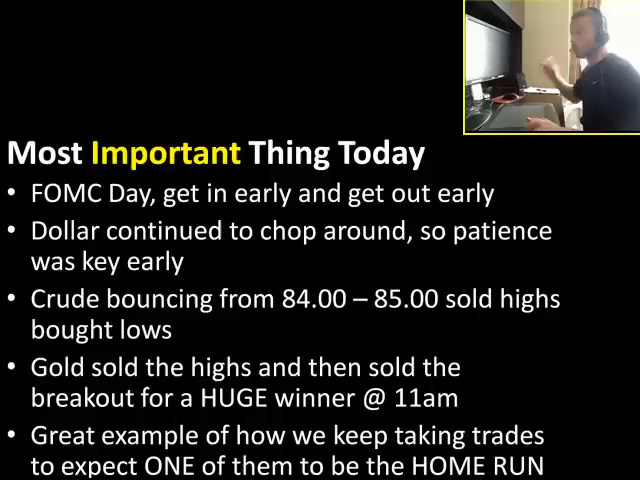 Most Important Thing Today
• FOMC Day, get in early and get out early
• Dollar continued to chop around, so patience
was key early
• Crude bouncing from 84.00 – 85.00 sold highs
bought lows
• Gold sold the highs and then sold the
breakout for a HUGE winner @ 11am
• Great example of how we keep taking trades
to expect ONE of them to be the HOME RUN